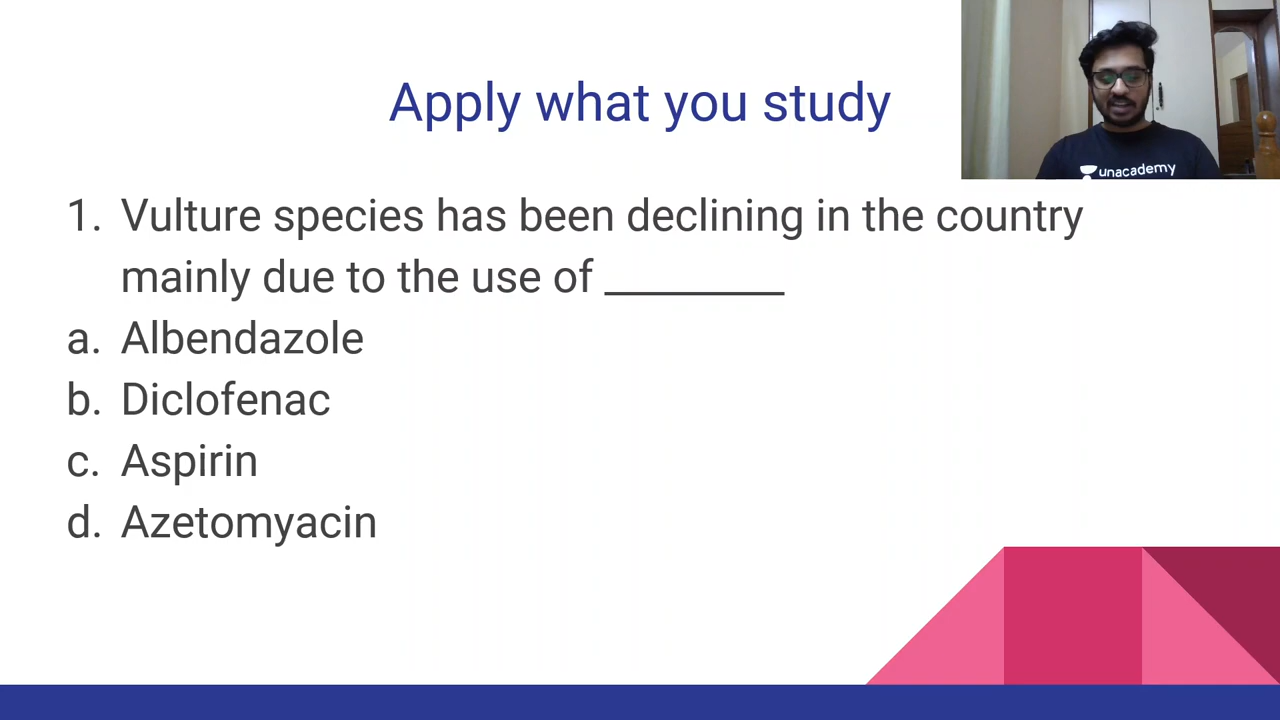 Apply what you study
unacademy
1. Vulture species has been declining in the country
mainly due to the use of _________
a. Albendazole
b. Diclofenac
c. Aspirin
d. Azetomyacin